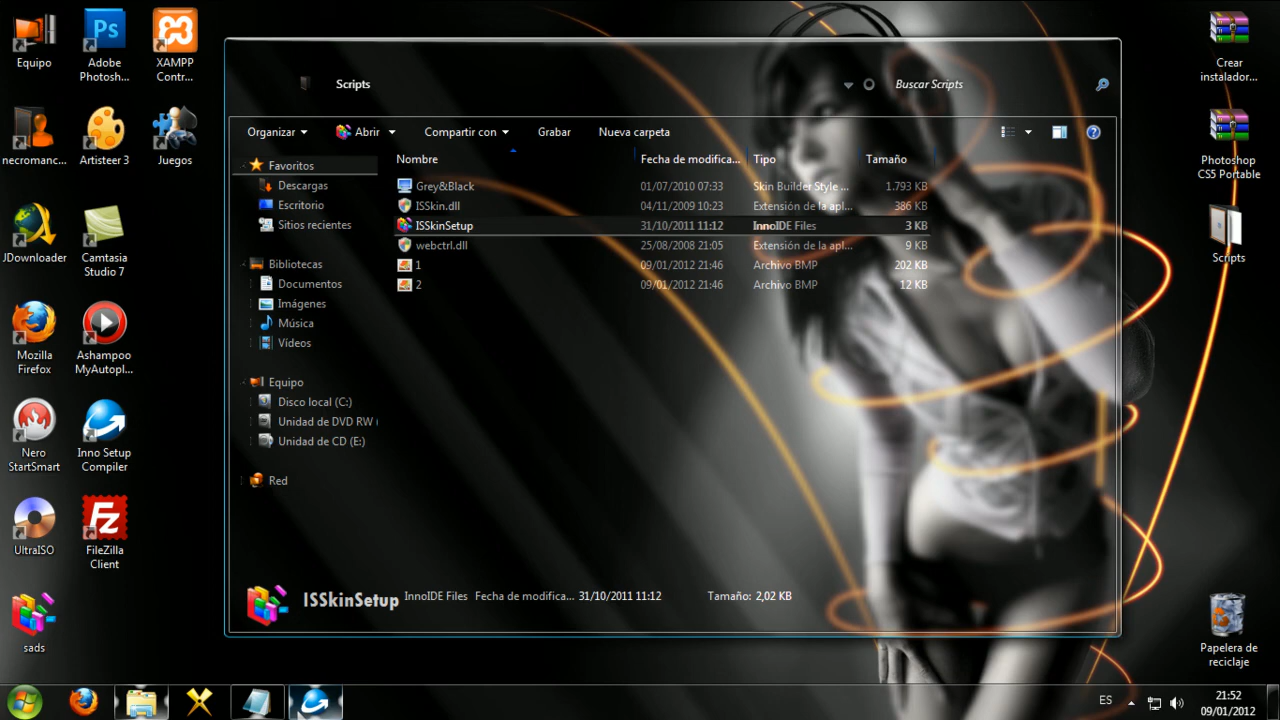 Equipo
Adobe Photosh...
XAMPP Contr...
necromanc...
Artisteer 3
Juegos
JDownloader
Camtasia Studio 7
Mozilla Firefox
Ashampoo MyAutopl...
Nero StartSmart
Inno Setup Compiler
UltraISO
FileZilla Client
sads
Scripts
Buscar Scripts
Organizar
Abrir
Compartir con
Grabar
Nueva carpeta
Favoritos
Descargas
Escritorio
Sitios recientes
Bibliotecas
Documentos
Imágenes
Música
Vídeos
Equipo
Disco local (C:)
Unidad de DVD RW (
Unidad de CD (E:)
Red
Nombre Fecha de modifica... Tipo Tamaño
Grey&Black 01/07/2010 07:33 Skin Builder Style ... 1.793 KB
ISSkin.dll 04/11/2009 10:23 Extensión de la apl... 386 KB
ISSkinSetup 31/10/2011 11:12 InnoIDE Files 3 KB
webctrl.dll 25/08/2008 21:05 Extensión de la apl... 9 KB
1 09/01/2012 21:46 Archivo BMP 202 KB
2 09/01/2012 21:46 Archivo BMP 12 KB
ISSkinSetup InnoIDE Files Fecha de modifica... 31/10/2011 11:12 Tamaño: 2,02 KB
Crear instalador...
Photoshop CS5 Portable
Scripts
Papelera de reciclaje
ES
21:52
09/01/2012